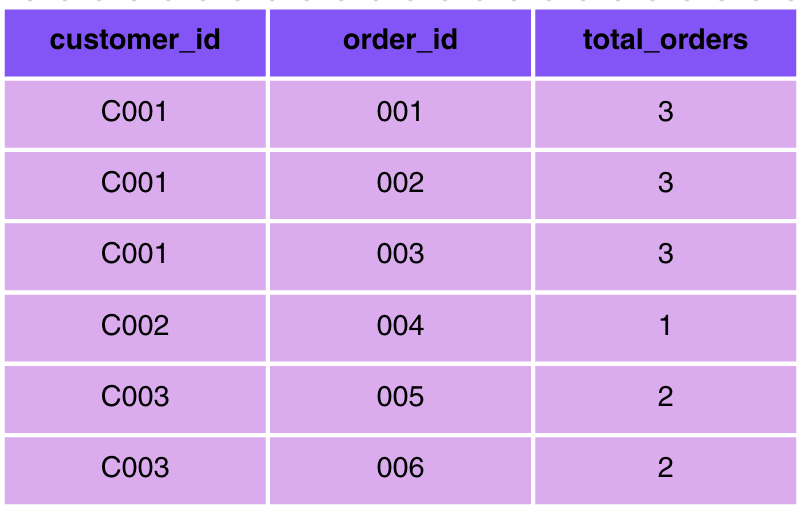 customer_id order_id total_orders
C001 001 3
C001 002 3
C001 003 3
C002 004 1
C003 005 2
C003 006 2